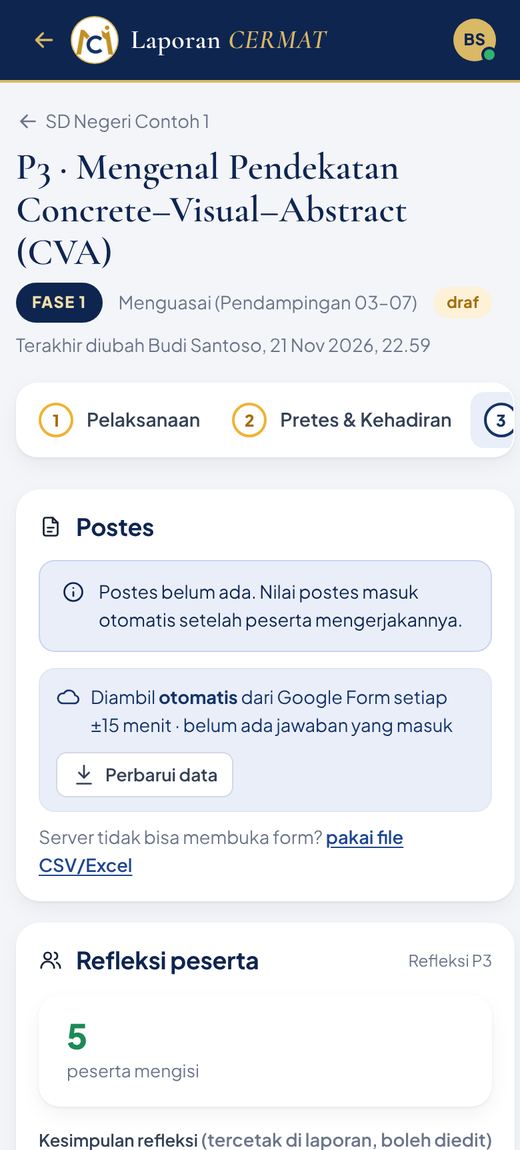 Laporan CERMAT
BS
SD Negeri Contoh 1
P3 · Mengenal Pendekatan
Concrete–Visual–Abstract
(CVA)
FASE 1 Menguasai (Pendampingan 03–07) draf
Terakhir diubah Budi Santoso, 21 Nov 2026, 22.59
1 Pelaksanaan 2 Pretes & Kehadiran 3
Postes
Postes belum ada. Nilai postes masuk
otomatis setelah peserta mengerjakannya.
Diambil otomatis dari Google Form setiap
±15 menit · belum ada jawaban yang masuk
Perbarui data
Server tidak bisa membuka form? pakai file
CSV/Excel
Refleksi peserta Refleksi P3
5
peserta mengisi
Kesimpulan refleksi (tercetak di laporan, boleh diedit)